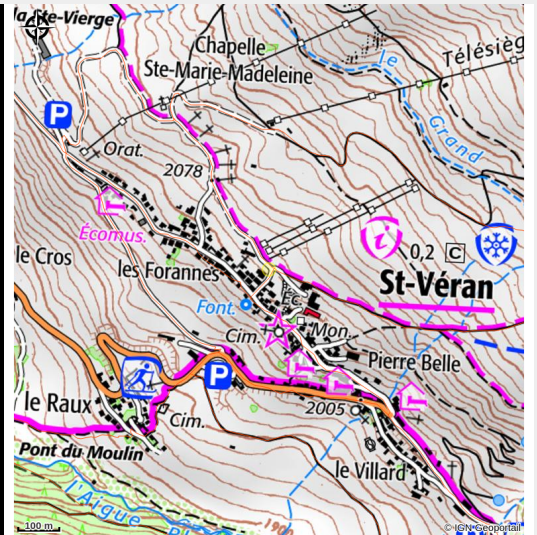 la Ste-Vierge
Chapelle
Ste-Marie-Madeleine
le
Télésièg
Grand
P
Orat.
2078
Écomus.
i
0,2 C
le Cros
les Forannes
St-Véran
Font.
Éc.
Cim.
Mon.
P
Pierre Belle
le Raux
2005
Cim.
Pont du Moulin
le Villard
l'Aigue
1900
100 m
© IGN Geoportail